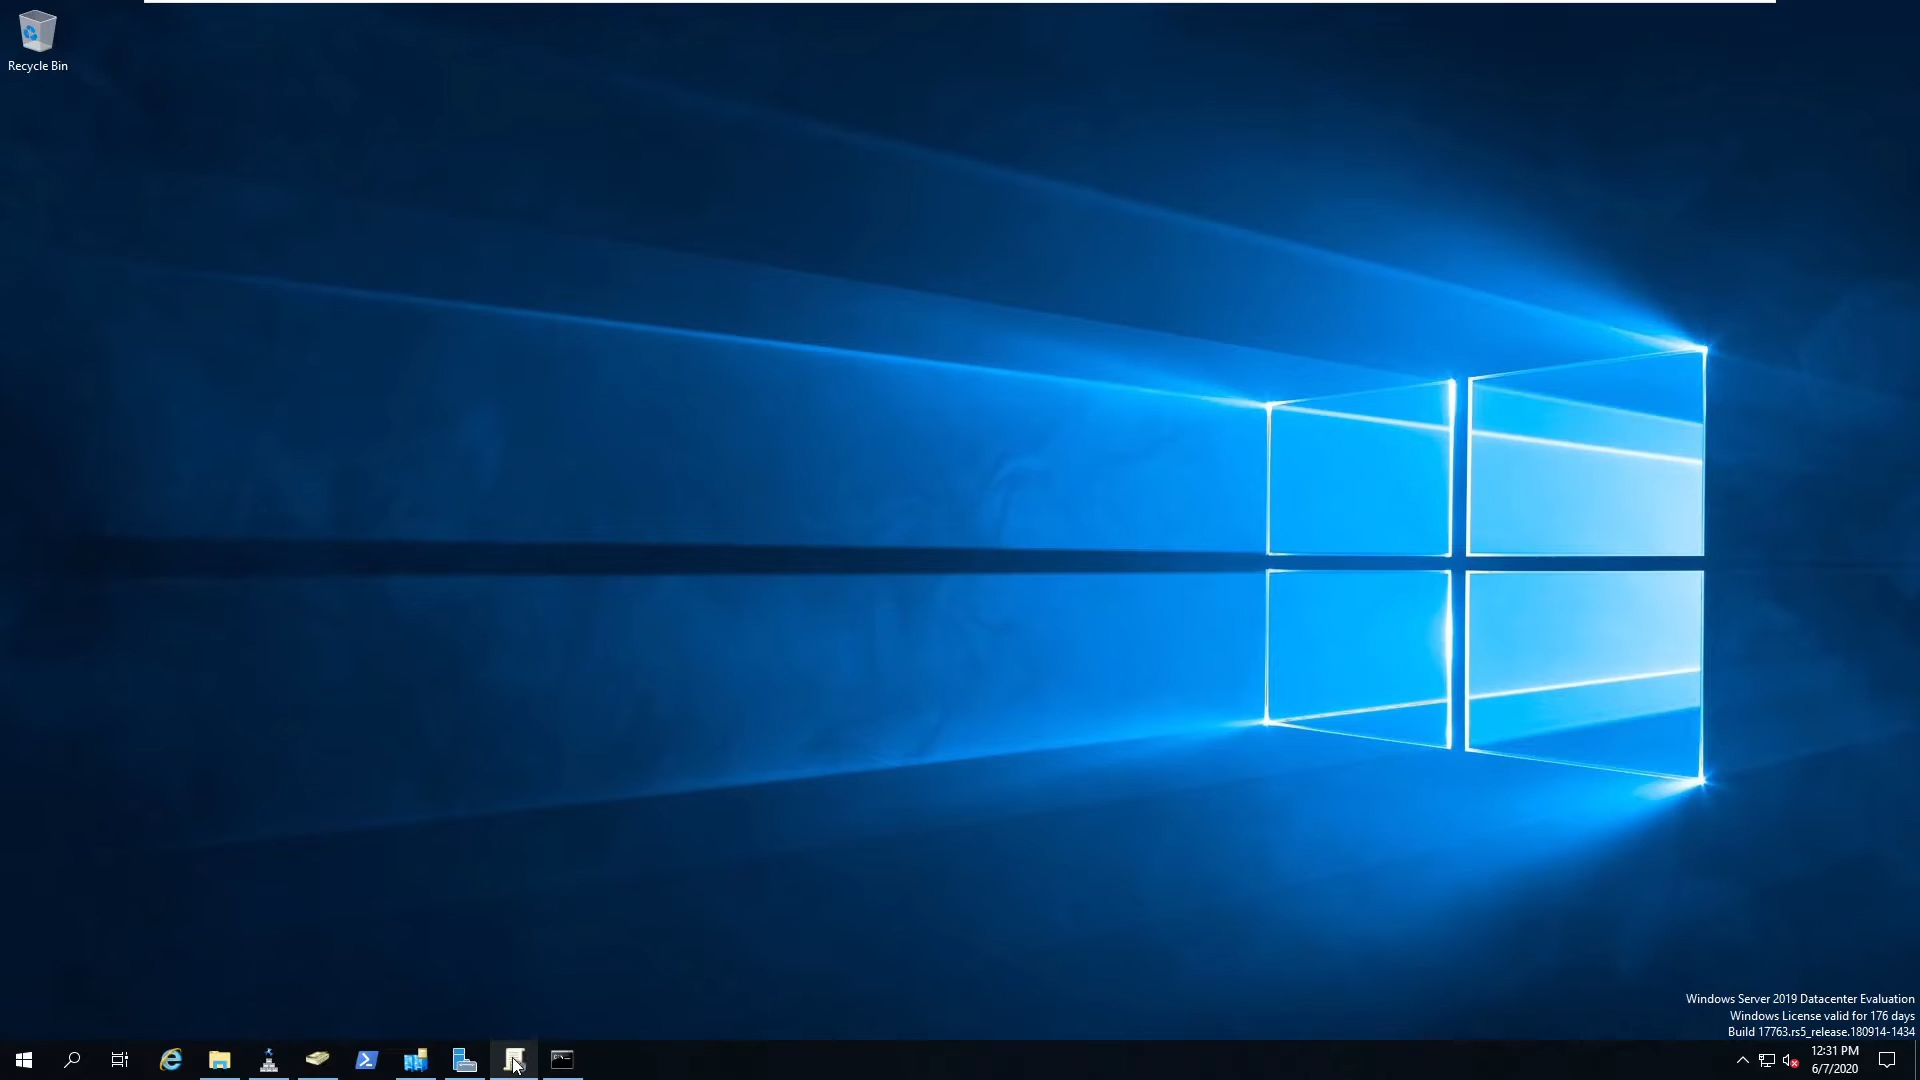 Recycle Bin
Windows Server 2019 Datacenter Evaluation
Windows License valid for 176 days
Build 17763.rs5_release.180914-1434
12:31 PM
6/7/2020